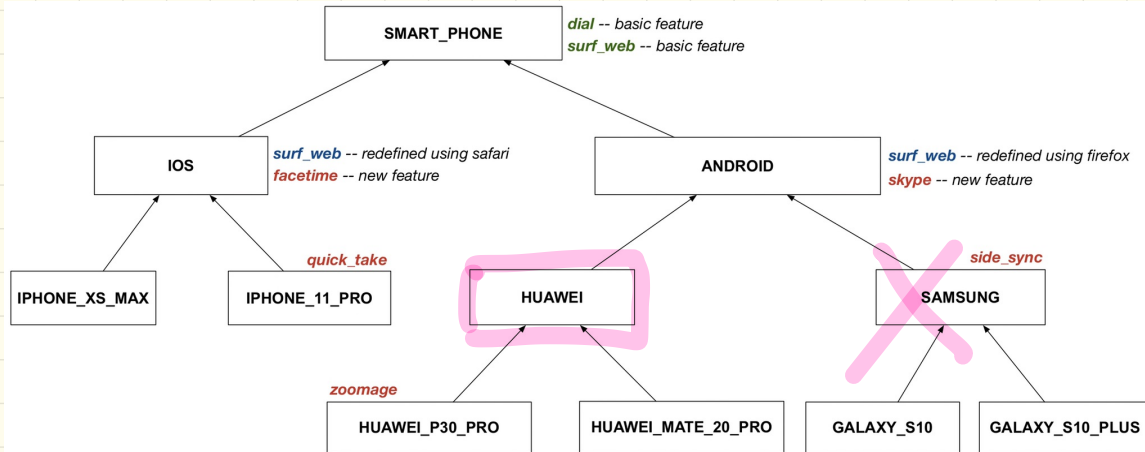 SMART_PHONE
dial -- basic feature
surf_web -- basic feature
IOS
surf_web -- redefined using safari
facetime -- new feature
ANDROID
surf_web -- redefined using firefox
skype -- new feature
IPHONE_XS_MAX
quick_take
IPHONE_11_PRO
HUAWEI
side_sync
SAMSUNG
zoomage
HUAWEI_P30_PRO
HUAWEI_MATE_20_PRO
GALAXY_S10
GALAXY_S10_PLUS